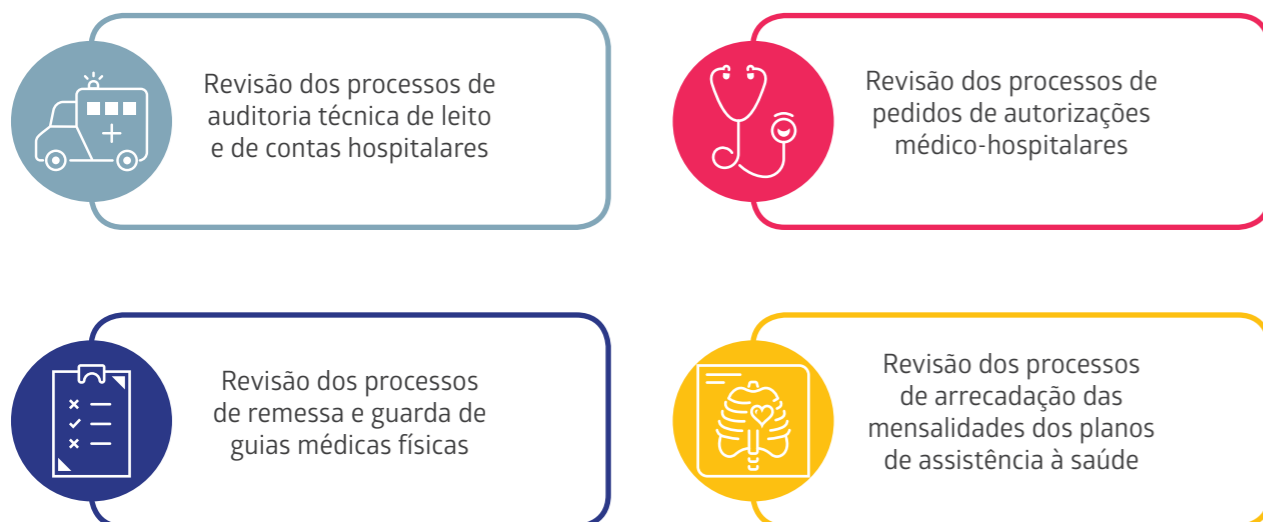 Revisão dos processos de
auditoria técnica de leito
e de contas hospitalares
Revisão dos processos de
pedidos de autorizações
médico-hospitalares
Revisão dos processos
de remessa e guarda de
guias médicas físicas
Revisão dos processos
de arrecadação das
mensalidades dos planos
de assistência à saúde